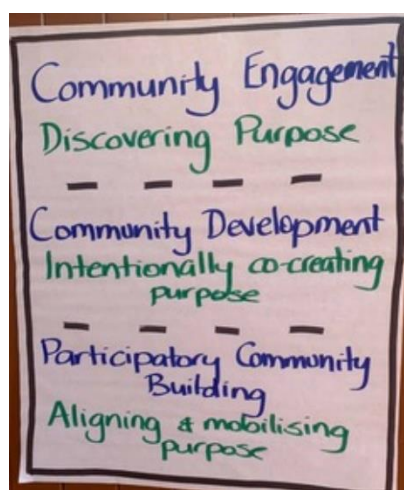 Community Engagement
Discovering Purpose
Community Development
Intentionally co-creating
purpose
Participatory Community
Building
Aligning & mobilising
purpose